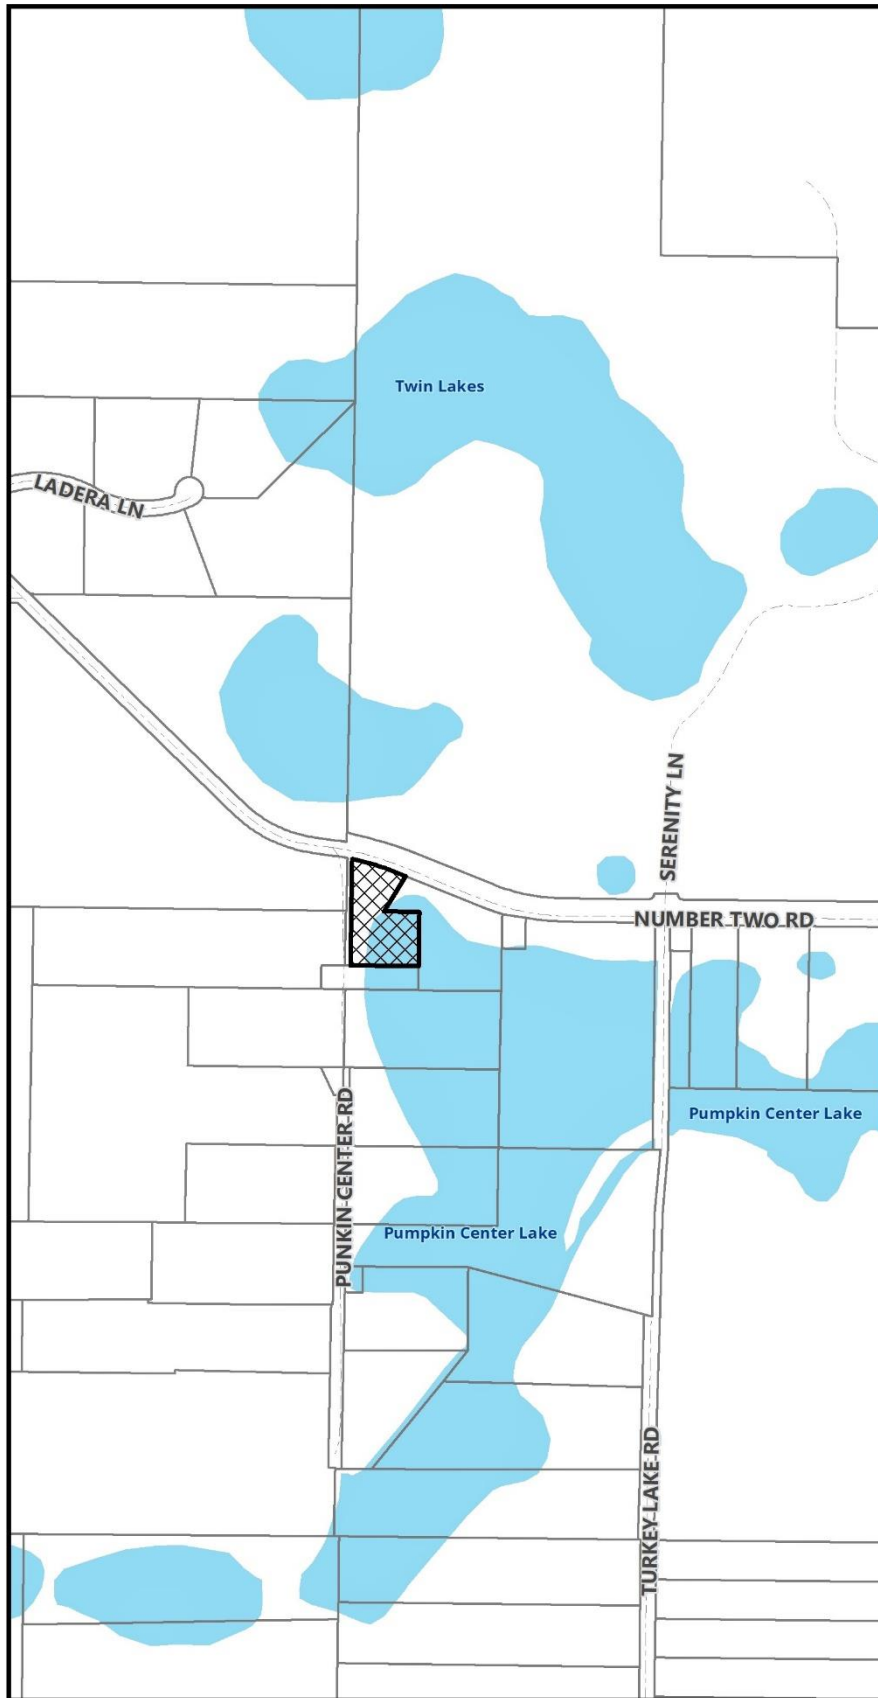 Twin Lakes
LADERA LN
SERENITY LN
NUMBER TWO RD
PUNKIN CENTER RD
Pumpkin Center Lake
Pumpkin Center Lake
TURKEY LAKE RD